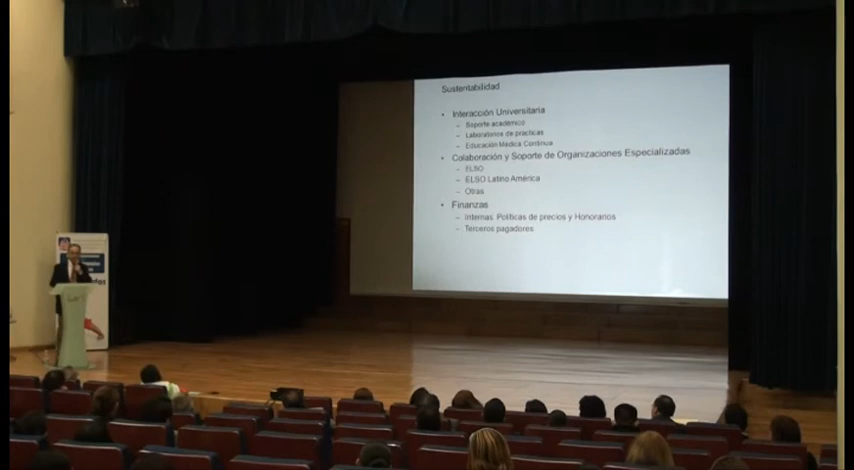 Sustentabilidad
• Interacción Universitaria
– Soporte académico
– Laboratorios de practicas
– Educación Médica Continua
• Colaboración y Soporte de Organizaciones Especializadas
– ELSO
– ELSO Latino América
– Otras
• Finanzas
– Internas: Políticas de precios y Honorarios
– Terceros pagadores